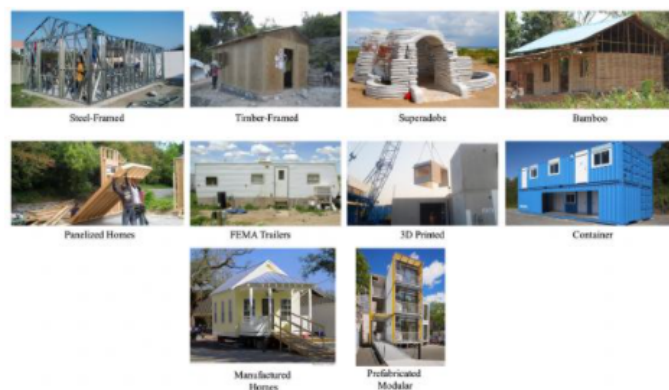 Steel-Framed
Timber-Framed
Superadobe
Bamboo
Panelized Homes
FEMA Trailers
3D Printed
Container
Manufactured
Homes
Prefabricated
Modular